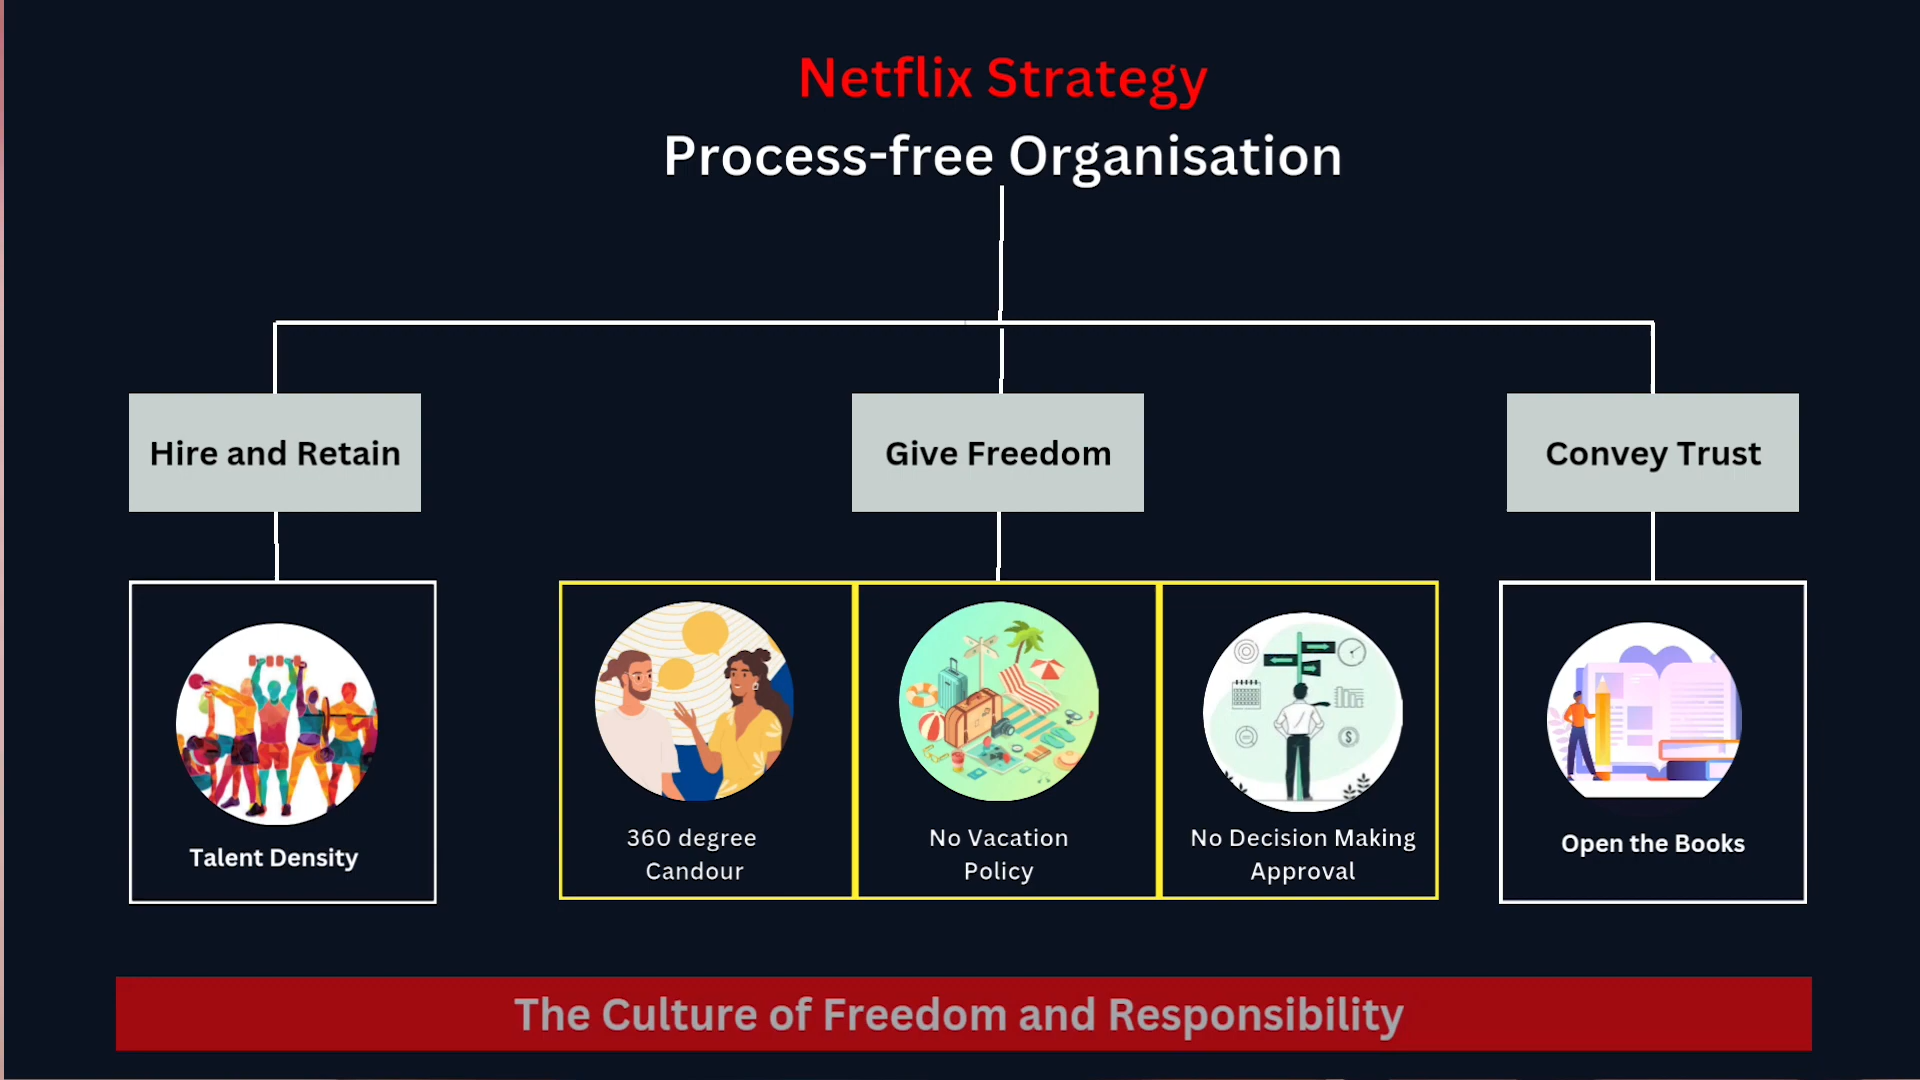 Netflix Strategy
Process-free Organisation
Hire and Retain
Give Freedom
Convey Trust
Talent Density
360 degree
Candour
No Vacation
Policy
No Decision Making
Approval
Open the Books
The Culture of Freedom and Responsibility